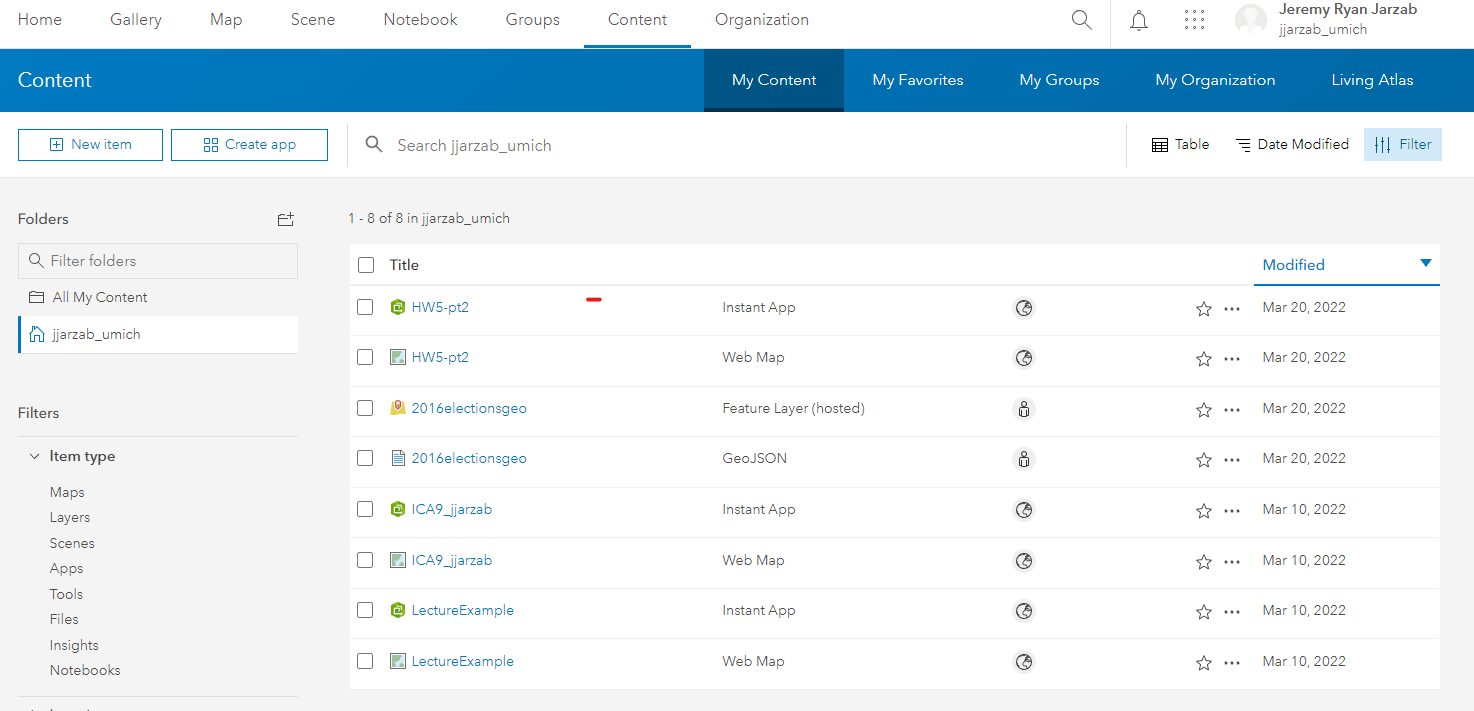 Home Gallery Map Scene Notebook Groups Content Organization
Jeremy Ryan Jarzab
jjarzab_umich
Content My Content My Favorites My Groups My Organization Living Atlas
New item Create app Search jjarzab_umich Table Date Modified Filter
Folders
Filter folders
All My Content
jjarzab_umich
Filters
Item type
Maps
Layers
Scenes
Apps
Tools
Files
Insights
Notebooks
1 - 8 of 8 in jjarzab_umich
Title Modified
HW5-pt2 Instant App Mar 20, 2022
HW5-pt2 Web Map Mar 20, 2022
2016electionsgeo Feature Layer (hosted) Mar 20, 2022
2016electionsgeo GeoJSON Mar 20, 2022
ICA9_jjarzab Instant App Mar 10, 2022
ICA9_jjarzab Web Map Mar 10, 2022
LectureExample Instant App Mar 10, 2022
LectureExample Web Map Mar 10, 2022